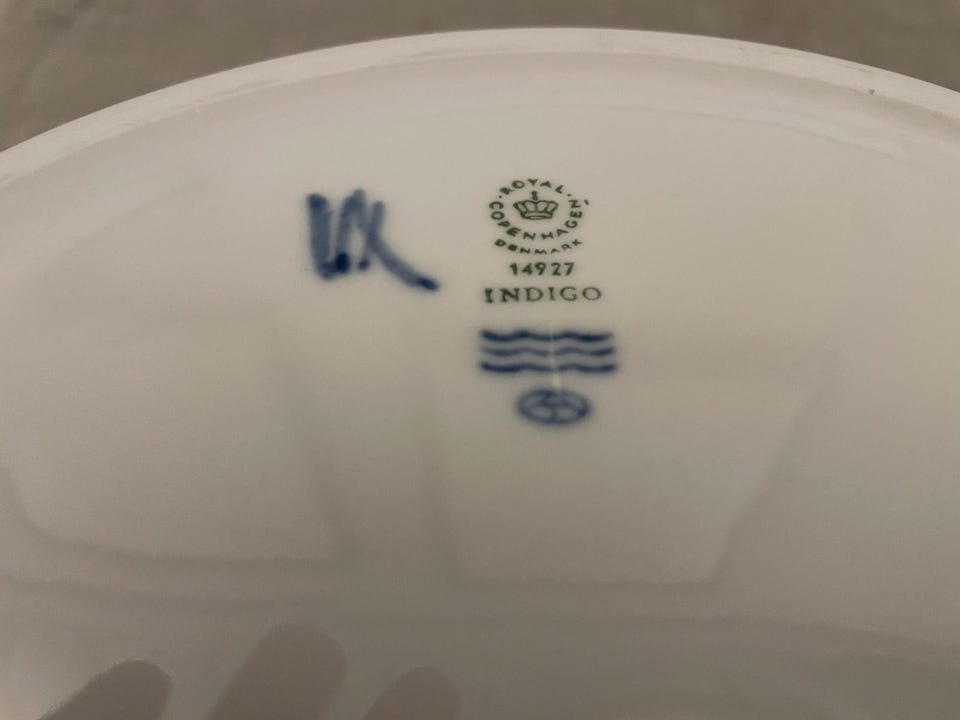 ROYAL
COPENHAGEN
DENMARK
14927
INDIGO